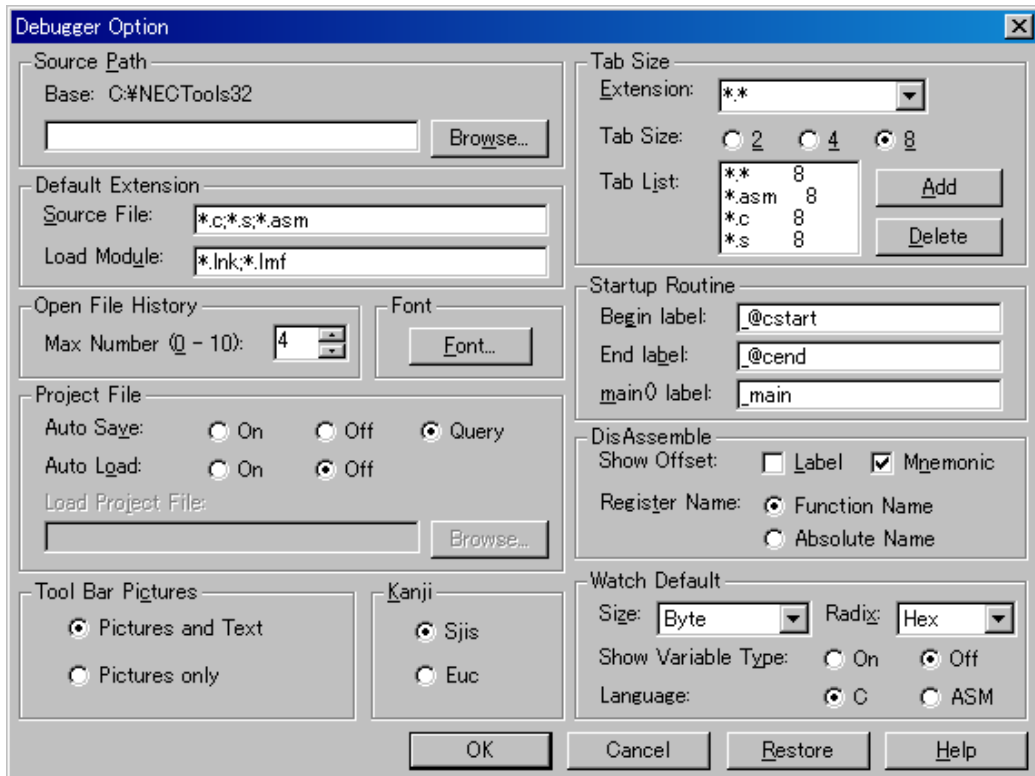 Debugger Option
Source Path
Base: C:¥NECTools32
Browse...
Default Extension
Source File: *.c;*.s;*.asm
Load Module: *.lnk;*.lmf
Open File History
Max Number (0 - 10): 4
Font
Font...
Project File
Auto Save: On Off Query
Auto Load: On Off
Load Project File:
Browse...
Tool Bar Pictures
Pictures and Text
Pictures only
Kanji
Sjis
Euc
Tab Size
Extension: *.*
Tab Size: 2 4 8
Tab List:
*.* 8
*.asm 8
*.c 8
*.s 8
Add
Delete
Startup Routine
Begin label: _@cstart
End label: _@cend
main() label: _main
DisAssemble
Show Offset: Label Mnemonic
Register Name: Function Name
Absolute Name
Watch Default
Size: Byte Radix: Hex
Show Variable Type: On Off
Language: C ASM
OK Cancel Restore Help